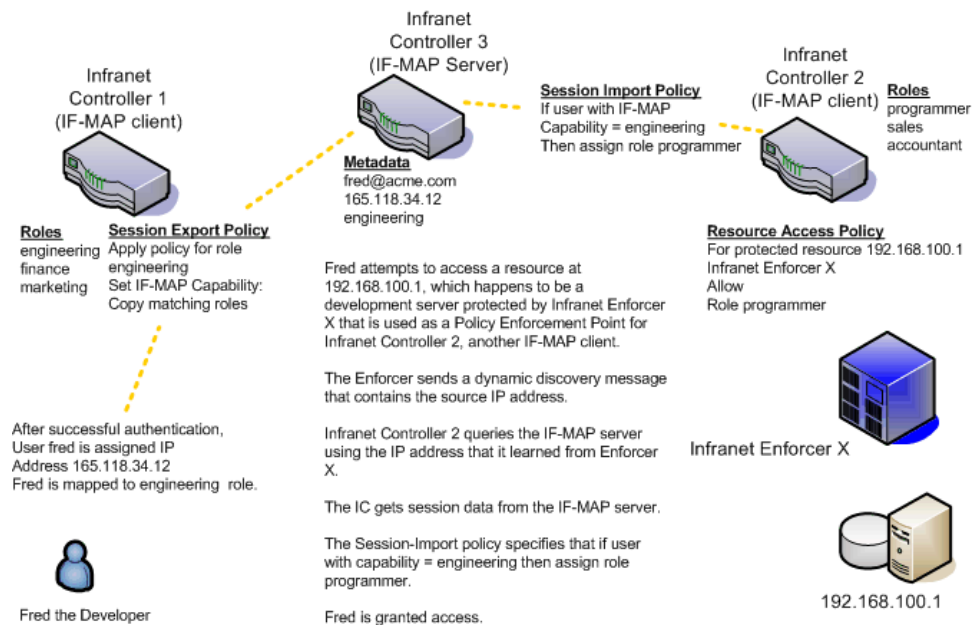 Infranet
Controller 1
(IF-MAP client)
Infranet
Controller 3
(IF-MAP Server)
Infranet
Controller 2
(IF-MAP client)
Roles
programmer
sales
accountant
Session Import Policy
If user with IF-MAP
Capability = engineering
Then assign role programmer
Metadata
fred@acme.com
165.118.34.12
engineering
Roles
engineering
finance
marketing
Session Export Policy
Apply policy for role
engineering
Set IF-MAP Capability:
Copy matching roles
Resource Access Policy
For protected resource 192.168.100.1
Infranet Enforcer X
Allow
Role programmer
Fred attempts to access a resource at
192.168.100.1, which happens to be a
development server protected by Infranet Enforcer
X that is used as a Policy Enforcement Point for
Infranet Controller 2, another IF-MAP client.
The Enforcer sends a dynamic discovery message
that contains the source IP address.
Infranet Controller 2 queries the IF-MAP server
using the IP address that it learned from Enforcer
X.
The IC gets session data from the IF-MAP server.
The Session-Import policy specifies that if user
with capability = engineering then assign role
programmer.
Fred is granted access.
After successful authentication,
User fred is assigned IP
Address 165.118.34.12
Fred is mapped to engineering role.
Fred the Developer
Infranet Enforcer X
192.168.100.1